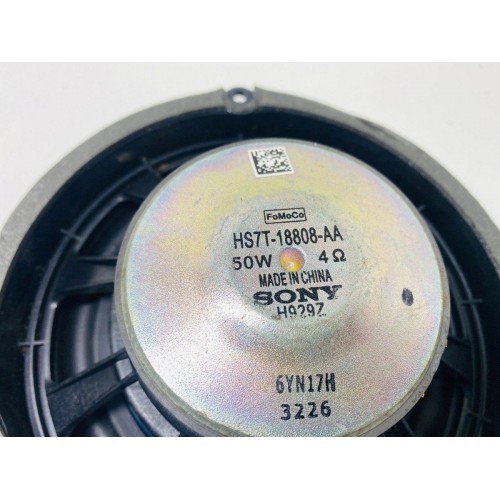 FoMoCo
HS7T-18808-AA
50W 4Ω
MADE IN CHINA
SONY
H929Z
6YN17H
3226